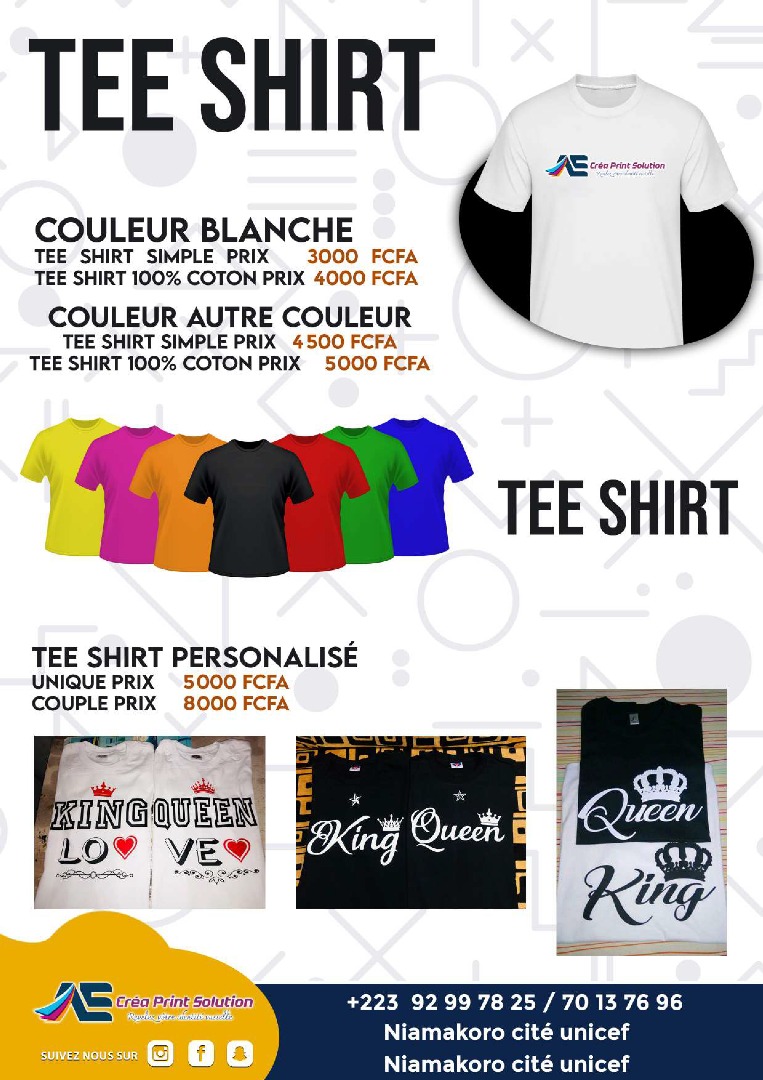 TEE SHIRT
AE Créa Print Solution
COULEUR BLANCHE
TEE SHIRT SIMPLE PRIX 3000 FCFA
TEE SHIRT 100% COTON PRIX 4000 FCFA
COULEUR AUTRE COULEUR
TEE SHIRT SIMPLE PRIX 4500 FCFA
TEE SHIRT 100% COTON PRIX 5000 FCFA
TEE SHIRT
TEE SHIRT PERSONALISÉ
UNIQUE PRIX 5000 FCFA
COUPLE PRIX 8000 FCFA
KING QUEEN
LO VE
King Queen
Queen
King
AE Créa Print Solution
SUIVEZ NOUS SUR
+223 92 99 78 25 / 70 13 76 96
Niamakoro cité unicef
Niamakoro cité unicef